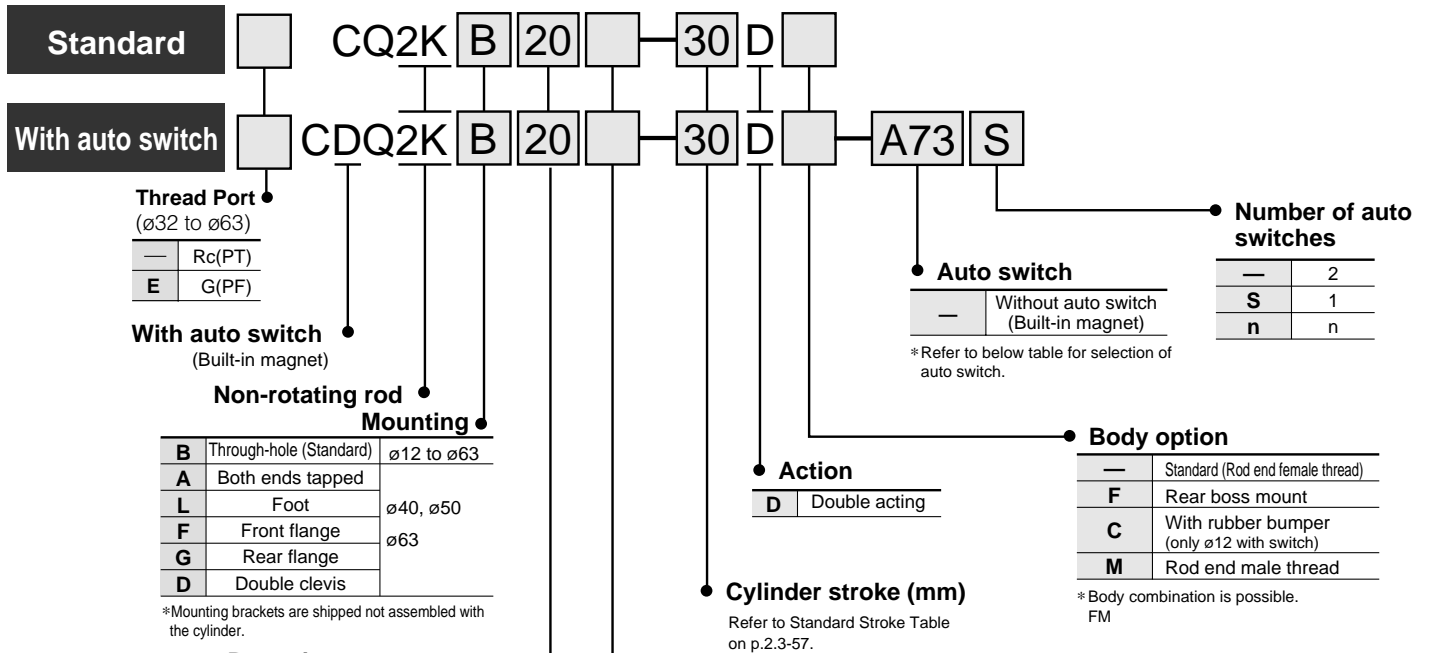 Standard CQ2K B 20 30 D
With auto switch CDQ2K B 20 30 D A73 S
Thread Port
(ø32 to ø63)
— Rc(PT)
E G(PF)
With auto switch
(Built-in magnet)
Non-rotating rod
Mounting
B Through-hole (Standard) ø12 to ø63
A Both ends tapped
L Foot ø40, ø50
F Front flange ø63
G Rear flange
D Double clevis
*Mounting brackets are shipped not assembled with
the cylinder.
Action
D Double acting
Cylinder stroke (mm)
Refer to Standard Stroke Table
on p.2.3-57.
Auto switch
— Without auto switch
(Built-in magnet)
*Refer to below table for selection of
auto switch.
Number of auto
switches
— 2
S 1
n n
Body option
— Standard (Rod end female thread)
F Rear boss mount
C With rubber bumper
(only ø12 with switch)
M Rod end male thread
*Body combination is possible.
FM